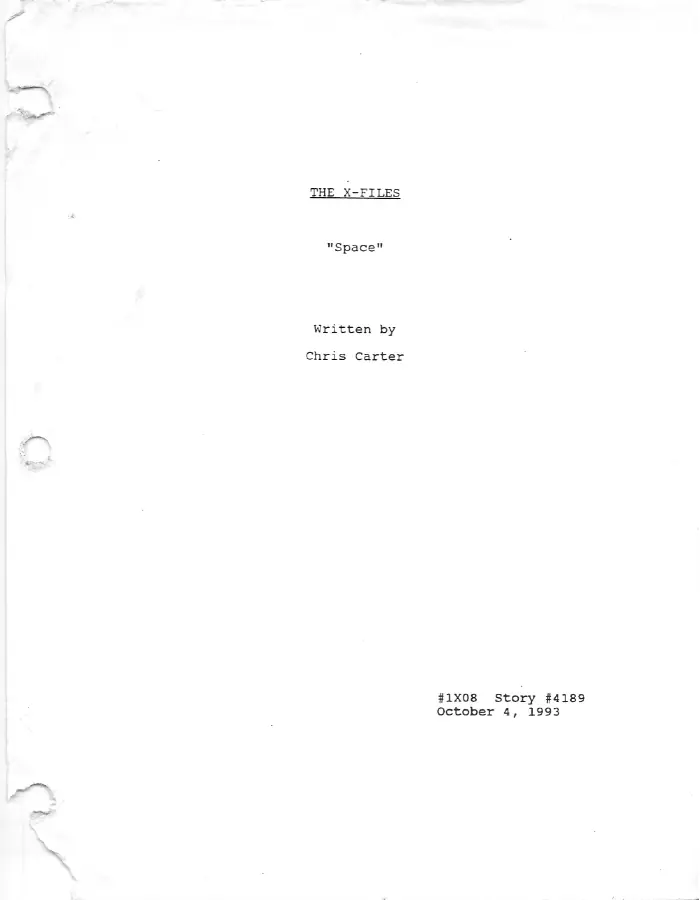 THE X-FILES
"Space"
Written by
Chris Carter
#1X08 Story #4189
October 4, 1993